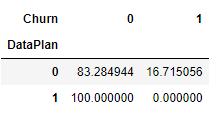 Churn 0 1
DataPlan
0 83.284944 16.715056
1 100.000000 0.000000